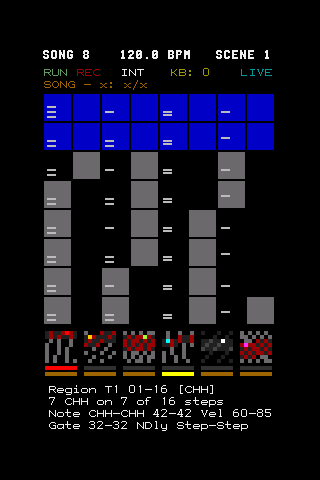 SONG 8 120.0 BPM SCENE 1
RUN REC INT KB: O LIVE
SONG - x: x/x
Region T1 01-16 [CHH]
7 CHH on 7 of 16 steps
Note CHH-CHH 42-42 Vel 60-85
Gate 32-32 NDly Step-Step